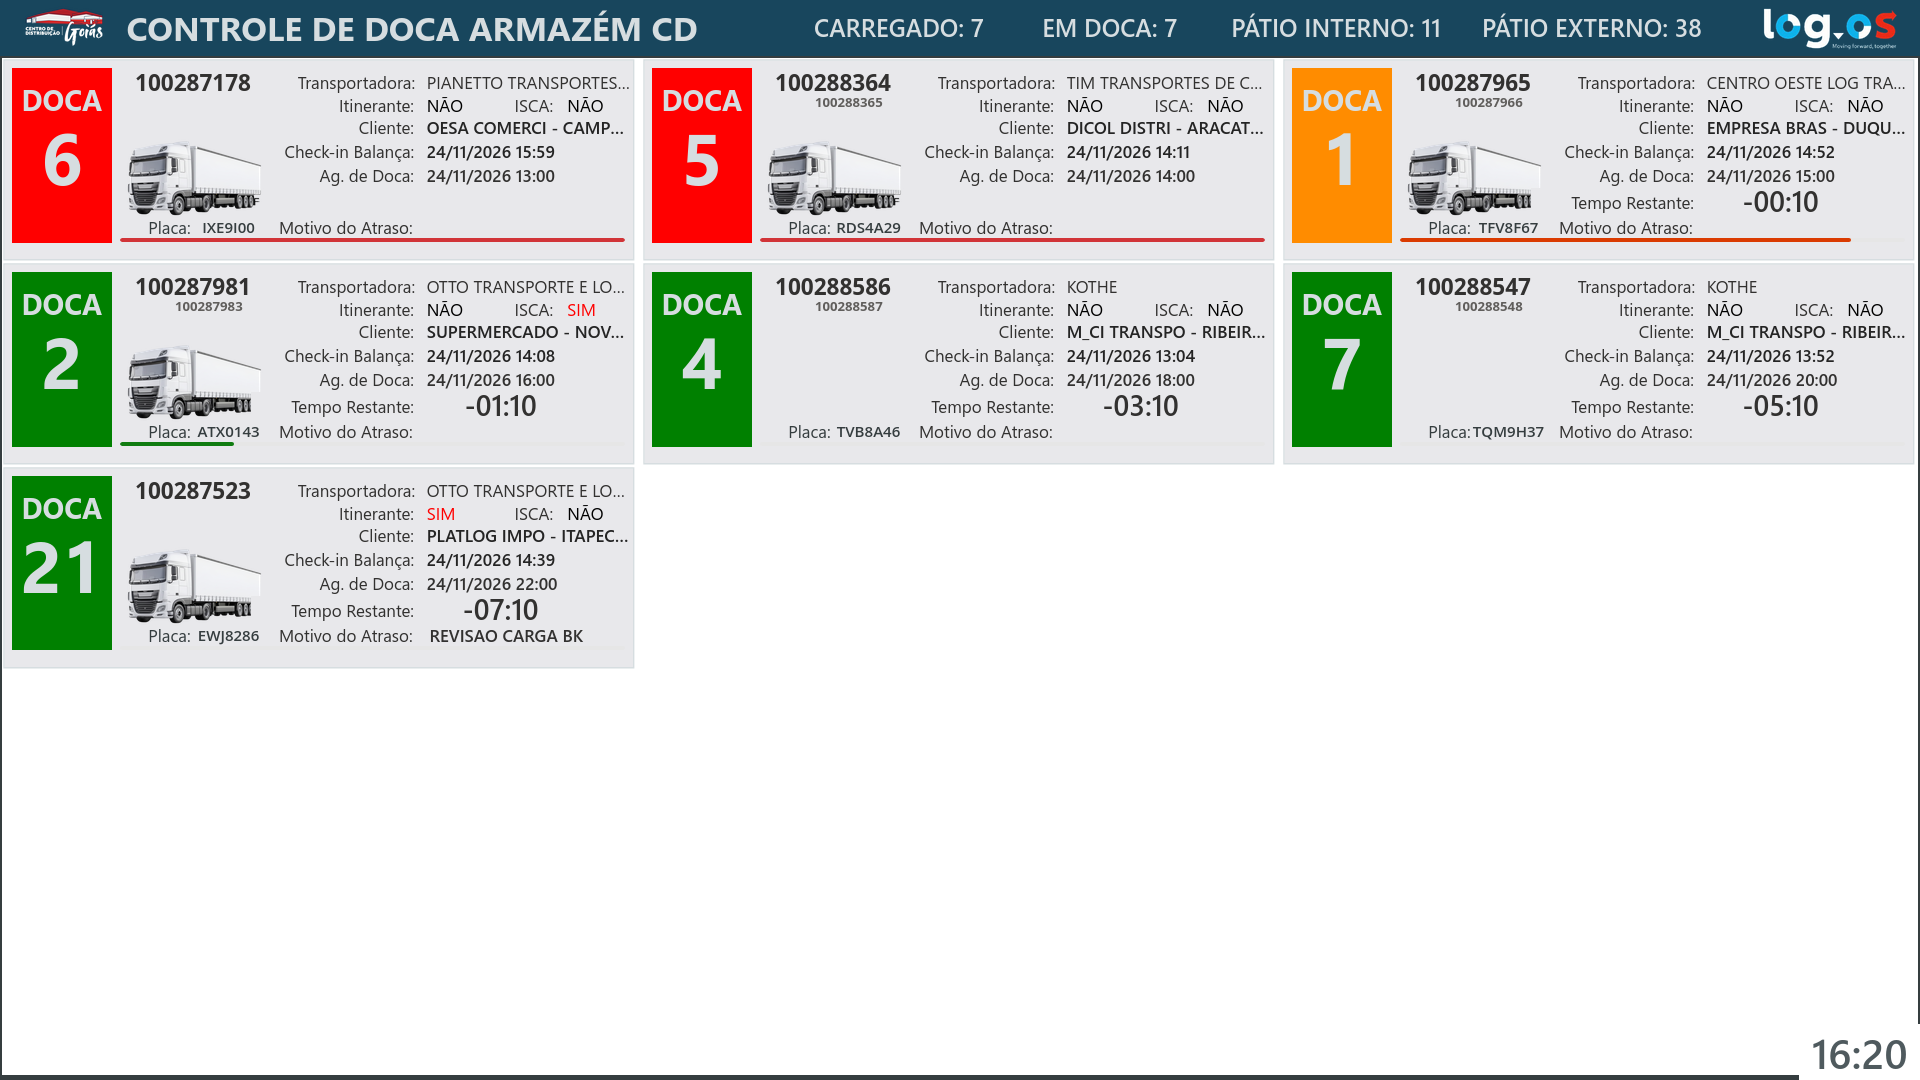 CENTRO DE DISTRIBUIÇÃO Goiás
CONTROLE DE DOCA ARMAZÉM CD
CARREGADO: 7
EM DOCA: 7
PÁTIO INTERNO: 11
PÁTIO EXTERNO: 38
log.os
Moving forward, together
DOCA
6
100287178
Transportadora: PIANETTO TRANSPORTES...
Itinerante: NÃO ISCA: NÃO
Cliente: OESA COMERCI - CAMP...
Check-in Balança: 24/11/2026 15:59
Ag. de Doca: 24/11/2026 13:00
Placa: IXE9I00 Motivo do Atraso:
DOCA
5
100288364
100288365
Transportadora: TIM TRANSPORTES DE C...
Itinerante: NÃO ISCA: NÃO
Cliente: DICOL DISTRI - ARACAT...
Check-in Balança: 24/11/2026 14:11
Ag. de Doca: 24/11/2026 14:00
Placa: RDS4A29 Motivo do Atraso:
DOCA
1
100287965
100287966
Transportadora: CENTRO OESTE LOG TRA...
Itinerante: NÃO ISCA: NÃO
Cliente: EMPRESA BRAS - DUQU...
Check-in Balança: 24/11/2026 14:52
Ag. de Doca: 24/11/2026 15:00
Tempo Restante: -00:10
Placa: TFV8F67 Motivo do Atraso:
DOCA
2
100287981
100287983
Transportadora: OTTO TRANSPORTE E LO...
Itinerante: NÃO ISCA: SIM
Cliente: SUPERMERCADO - NOV...
Check-in Balança: 24/11/2026 14:08
Ag. de Doca: 24/11/2026 16:00
Tempo Restante: -01:10
Placa: ATX0143 Motivo do Atraso:
DOCA
4
100288586
100288587
Transportadora: KOTHE
Itinerante: NÃO ISCA: NÃO
Cliente: M_CI TRANSPO - RIBEIR...
Check-in Balança: 24/11/2026 13:04
Ag. de Doca: 24/11/2026 18:00
Tempo Restante: -03:10
Placa: TVB8A46 Motivo do Atraso:
DOCA
7
100288547
100288548
Transportadora: KOTHE
Itinerante: NÃO ISCA: NÃO
Cliente: M_CI TRANSPO - RIBEIR...
Check-in Balança: 24/11/2026 13:52
Ag. de Doca: 24/11/2026 20:00
Tempo Restante: -05:10
Placa: TQM9H37 Motivo do Atraso:
DOCA
21
100287523
Transportadora: OTTO TRANSPORTE E LO...
Itinerante: SIM ISCA: NÃO
Cliente: PLATLOG IMPO - ITAPEC...
Check-in Balança: 24/11/2026 14:39
Ag. de Doca: 24/11/2026 22:00
Tempo Restante: -07:10
Placa: EWJ8286 Motivo do Atraso: REVISAO CARGA BK
16:20